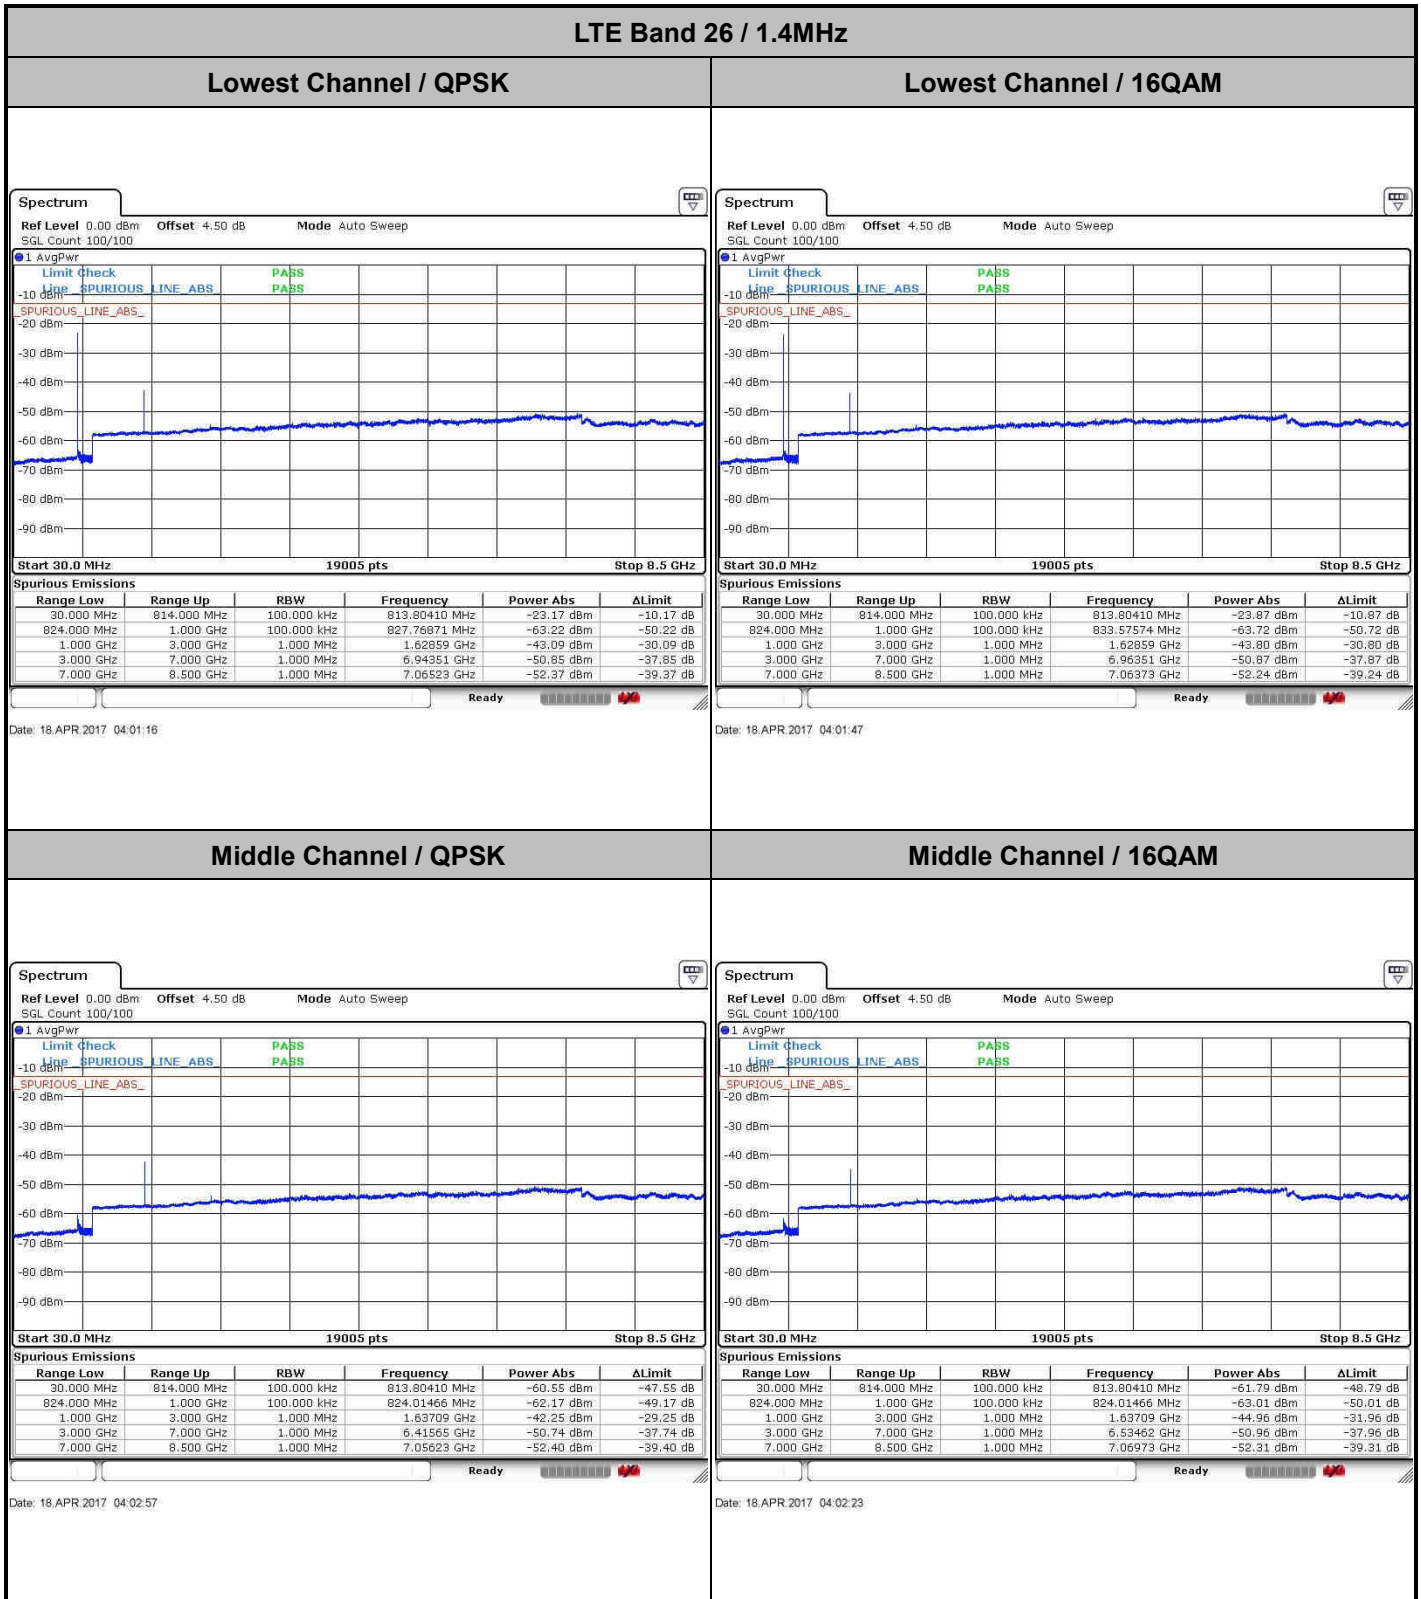 LTE Band 26 / 1.4MHz
Lowest Channel / QPSK
Lowest Channel / 16QAM
Spectrum
Ref Level 0.00 dBm Offset 4.50 dB Mode Auto Sweep
SGL Count 100/100
1 AvgPwr
Limit Check PASS
Line _SPURIOUS_LINE_ABS_ PASS
-10 dBm
_SPURIOUS_LINE_ABS_
-20 dBm
-30 dBm
-40 dBm
-50 dBm
-60 dBm
-70 dBm
-80 dBm
-90 dBm
Start 30.0 MHz 19005 pts Stop 8.5 GHz
Spurious Emissions
Range Low Range Up RBW Frequency Power Abs ΔLimit
30.000 MHz 814.000 MHz 100.000 kHz 813.80410 MHz -23.17 dBm -10.17 dB
824.000 MHz 1.000 GHz 100.000 kHz 827.76871 MHz -63.22 dBm -50.22 dB
1.000 GHz 3.000 GHz 1.000 MHz 1.62859 GHz -43.09 dBm -30.09 dB
3.000 GHz 7.000 GHz 1.000 MHz 6.94351 GHz -50.85 dBm -37.85 dB
7.000 GHz 8.500 GHz 1.000 MHz 7.06523 GHz -52.37 dBm -39.37 dB
Ready
Date: 18.APR.2017 04:01:16
Spectrum
Ref Level 0.00 dBm Offset 4.50 dB Mode Auto Sweep
SGL Count 100/100
1 AvgPwr
Limit Check PASS
Line _SPURIOUS_LINE_ABS_ PASS
-10 dBm
_SPURIOUS_LINE_ABS_
-20 dBm
-30 dBm
-40 dBm
-50 dBm
-60 dBm
-70 dBm
-80 dBm
-90 dBm
Start 30.0 MHz 19005 pts Stop 8.5 GHz
Spurious Emissions
Range Low Range Up RBW Frequency Power Abs ΔLimit
30.000 MHz 814.000 MHz 100.000 kHz 813.80410 MHz -23.87 dBm -10.87 dB
824.000 MHz 1.000 GHz 100.000 kHz 833.57574 MHz -63.72 dBm -50.72 dB
1.000 GHz 3.000 GHz 1.000 MHz 1.62859 GHz -43.80 dBm -30.80 dB
3.000 GHz 7.000 GHz 1.000 MHz 6.96351 GHz -50.87 dBm -37.87 dB
7.000 GHz 8.500 GHz 1.000 MHz 7.06373 GHz -52.24 dBm -39.24 dB
Ready
Date: 18.APR.2017 04:01:47
Middle Channel / QPSK
Middle Channel / 16QAM
Spectrum
Ref Level 0.00 dBm Offset 4.50 dB Mode Auto Sweep
SGL Count 100/100
1 AvgPwr
Limit Check PASS
Line _SPURIOUS_LINE_ABS_ PASS
-10 dBm
_SPURIOUS_LINE_ABS_
-20 dBm
-30 dBm
-40 dBm
-50 dBm
-60 dBm
-70 dBm
-80 dBm
-90 dBm
Start 30.0 MHz 19005 pts Stop 8.5 GHz
Spurious Emissions
Range Low Range Up RBW Frequency Power Abs ΔLimit
30.000 MHz 814.000 MHz 100.000 kHz 813.80410 MHz -60.55 dBm -47.55 dB
824.000 MHz 1.000 GHz 100.000 kHz 824.01466 MHz -62.17 dBm -49.17 dB
1.000 GHz 3.000 GHz 1.000 MHz 1.63709 GHz -42.25 dBm -29.25 dB
3.000 GHz 7.000 GHz 1.000 MHz 6.41565 GHz -50.74 dBm -37.74 dB
7.000 GHz 8.500 GHz 1.000 MHz 7.05623 GHz -52.40 dBm -39.40 dB
Ready
Date: 18.APR.2017 04:02:57
Spectrum
Ref Level 0.00 dBm Offset 4.50 dB Mode Auto Sweep
SGL Count 100/100
1 AvgPwr
Limit Check PASS
Line _SPURIOUS_LINE_ABS_ PASS
-10 dBm
_SPURIOUS_LINE_ABS_
-20 dBm
-30 dBm
-40 dBm
-50 dBm
-60 dBm
-70 dBm
-80 dBm
-90 dBm
Start 30.0 MHz 19005 pts Stop 8.5 GHz
Spurious Emissions
Range Low Range Up RBW Frequency Power Abs ΔLimit
30.000 MHz 814.000 MHz 100.000 kHz 813.80410 MHz -61.79 dBm -48.79 dB
824.000 MHz 1.000 GHz 100.000 kHz 824.01466 MHz -63.01 dBm -50.01 dB
1.000 GHz 3.000 GHz 1.000 MHz 1.63709 GHz -44.96 dBm -31.96 dB
3.000 GHz 7.000 GHz 1.000 MHz 6.53462 GHz -50.96 dBm -37.96 dB
7.000 GHz 8.500 GHz 1.000 MHz 7.06973 GHz -52.31 dBm -39.31 dB
Ready
Date: 18.APR.2017 04:02:23